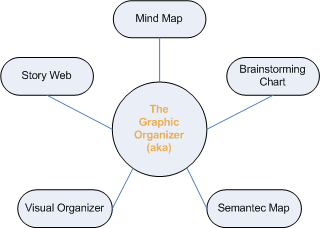 Mind Map
Story Web
Brainstorming
Chart
The
Graphic
Organizer
(aka)
Visual Organizer
Semantec Map